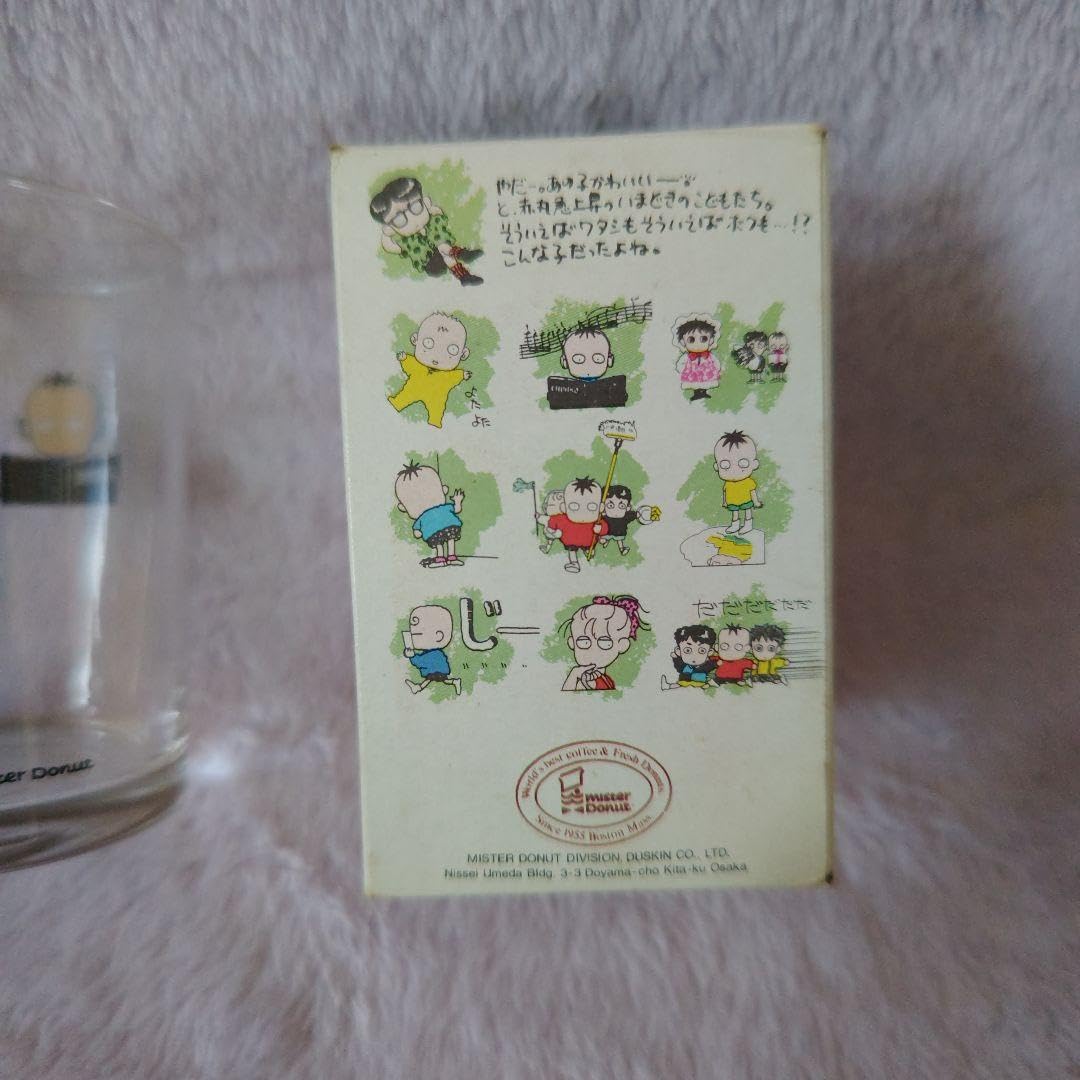 やだー。あの子かわいいー。
と、赤丸急上昇のいまどきのこどもたち。
そういえばワタシもそういえばボクも…!?
こんな子だったよね。
よた
よた
じー
だだだだだだ
World's best coffee & Fresh Donuts
mister
Donut
Since 1955 Boston Mass
MISTER DONUT DIVISION, DUSKIN CO., LTD.
Nissei Umeda Bldg. 3-3 Doyama-cho Kita-ku Osaka
ter Donut